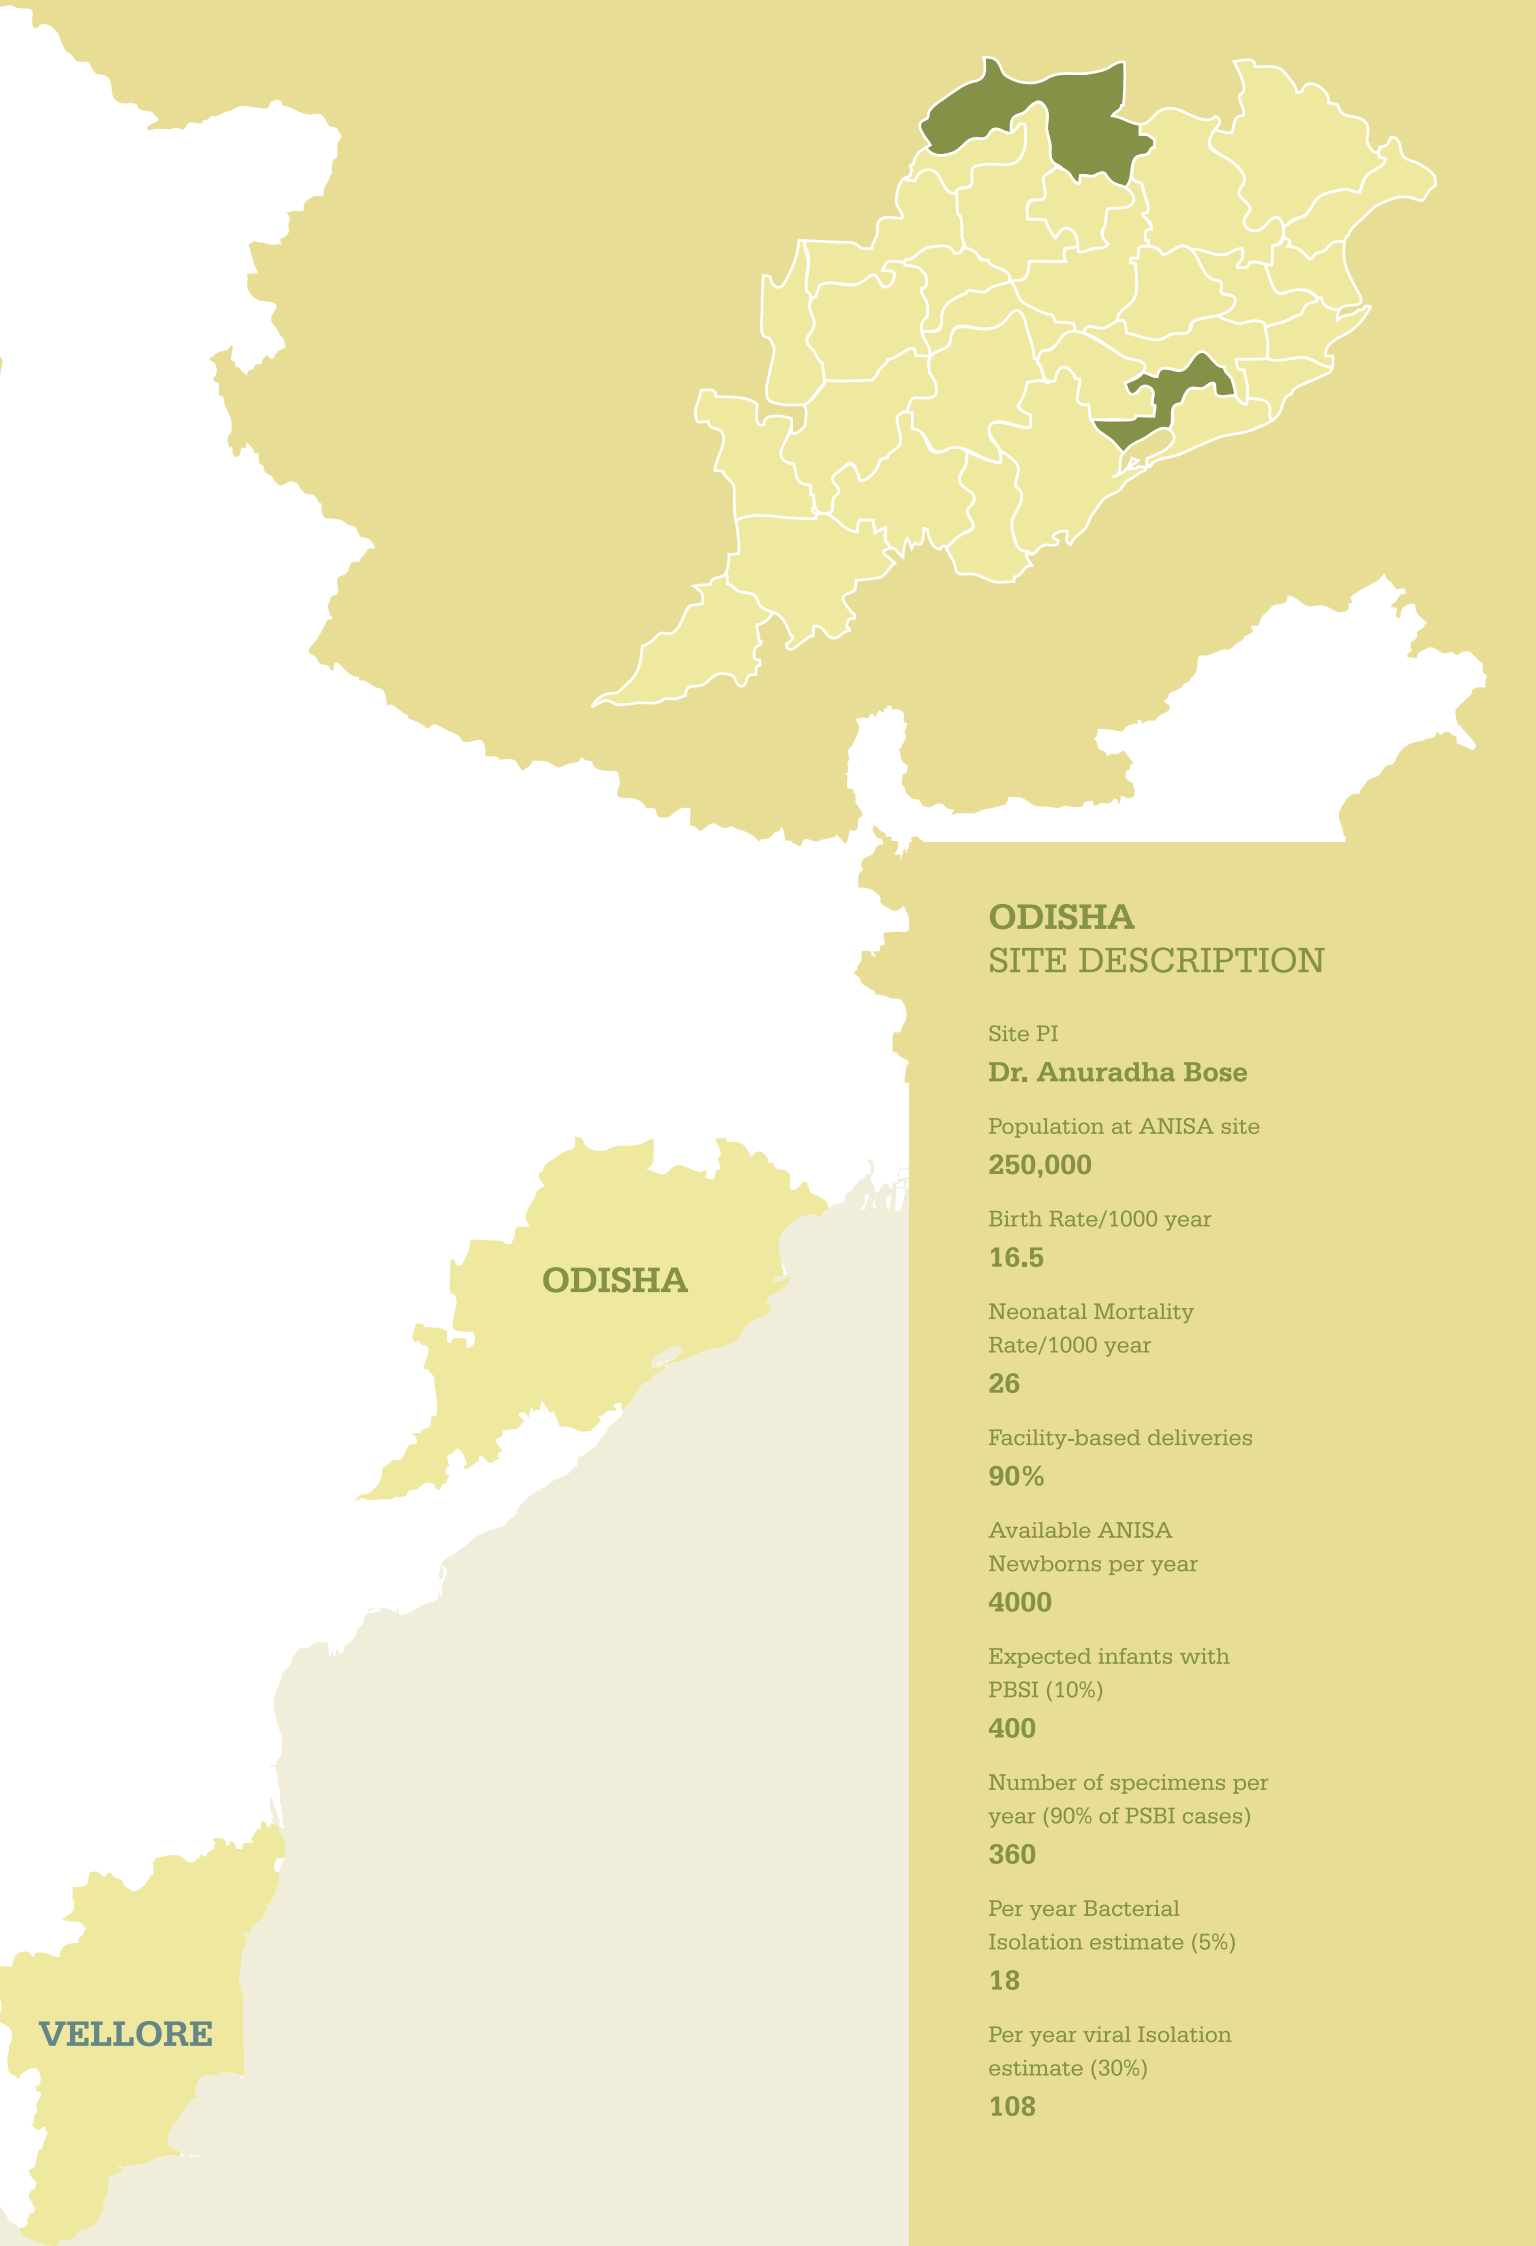 ODISHA
SITE DESCRIPTION
Site PI
Dr. Anuradha Bose
Population at ANISA site
250,000
Birth Rate/1000 year
16.5
Neonatal Mortality
Rate/1000 year
26
Facility-based deliveries
90%
Available ANISA
Newborns per year
4000
Expected infants with
PBSI (10%)
400
Number of specimens per
year (90% of PSBI cases)
360
Per year Bacterial
Isolation estimate (5%)
18
Per year viral Isolation
estimate (30%)
108
ODISHA
VELLORE